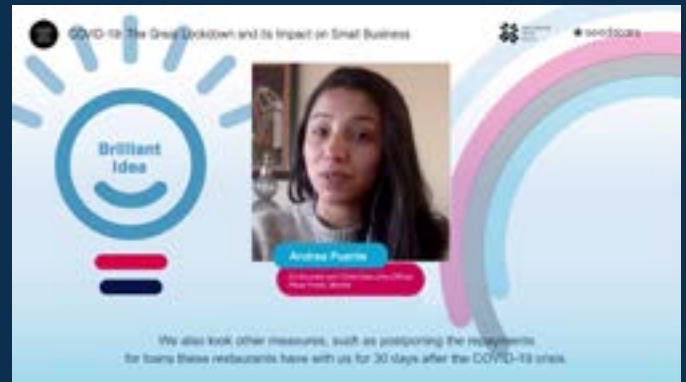 COVID-19: The Great Lockdown and its Impact on Small Business
seedstars
Brilliant
Idea
Andrea Puente
We also took other measures, such as postponing the repayments
for loans these restaurants have with us for 30 days after the COVID-19 crisis.